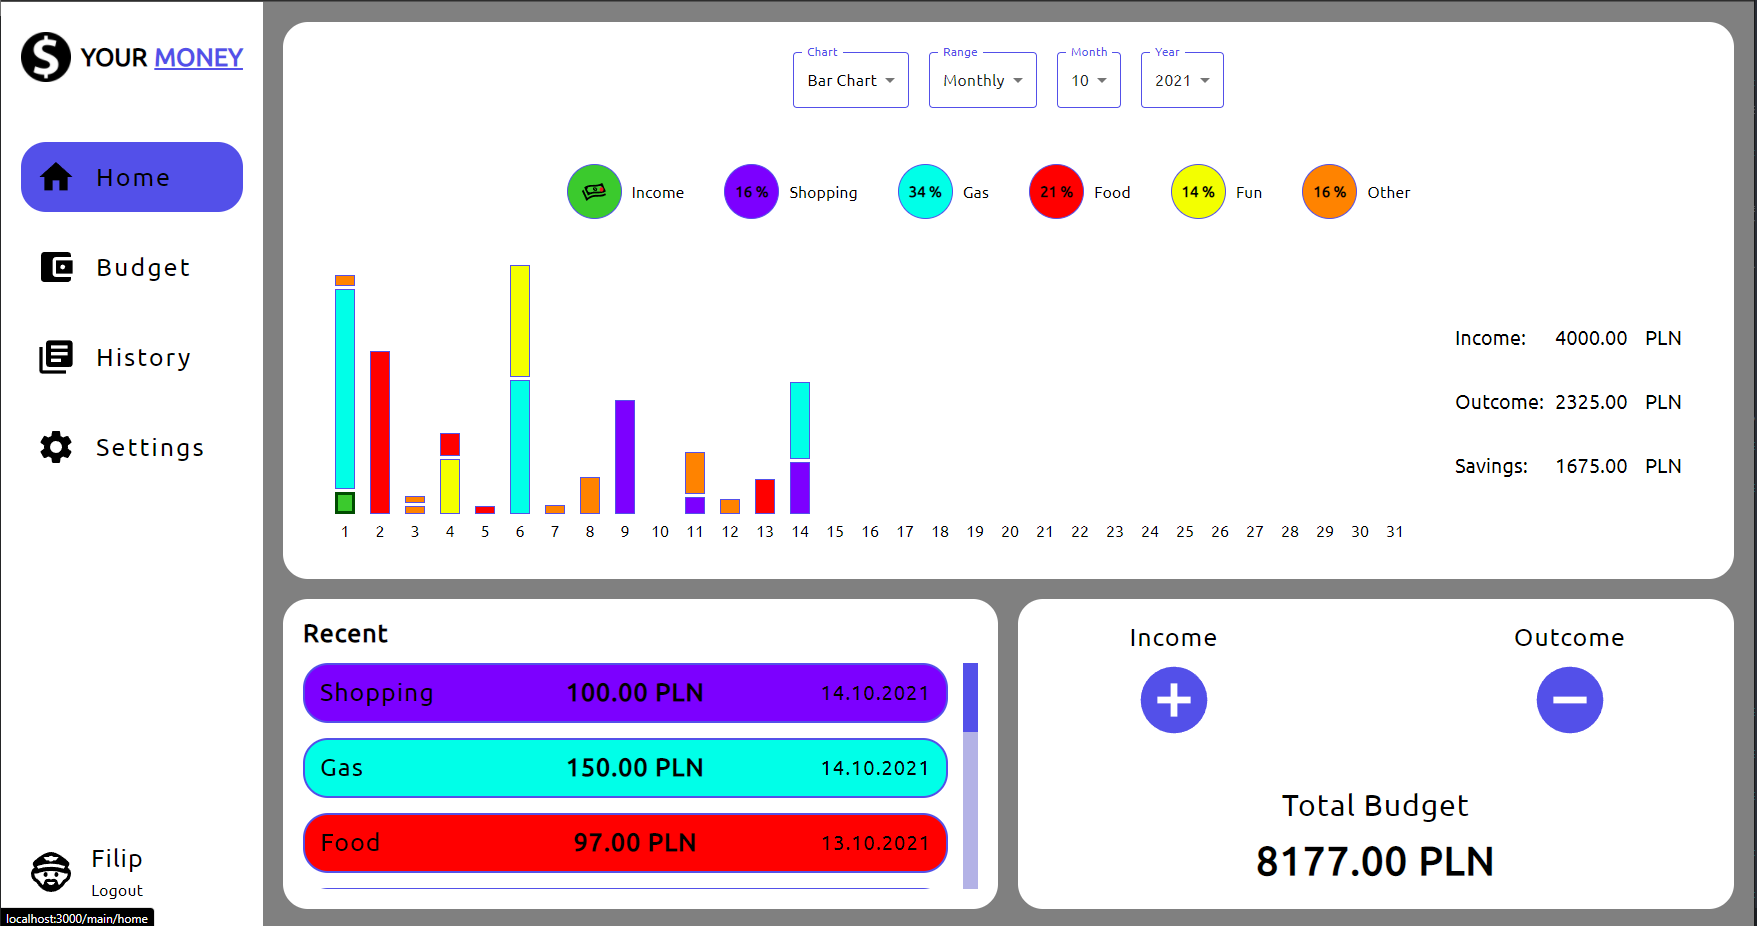 YOUR MONEY
Home
Budget
History
Settings
Filip
Logout
localhost:3000/main/home
Chart
Bar Chart
Range
Monthly
Month
10
Year
2021
Income
16 % Shopping
34 % Gas
21 % Food
14 % Fun
16 % Other
1 2 3 4 5 6 7 8 9 10 11 12 13 14 15 16 17 18 19 20 21 22 23 24 25 26 27 28 29 30 31
Income: 4000.00 PLN
Outcome: 2325.00 PLN
Savings: 1675.00 PLN
Recent
Shopping 100.00 PLN 14.10.2021
Gas 150.00 PLN 14.10.2021
Food 97.00 PLN 13.10.2021
Income
Outcome
Total Budget
8177.00 PLN